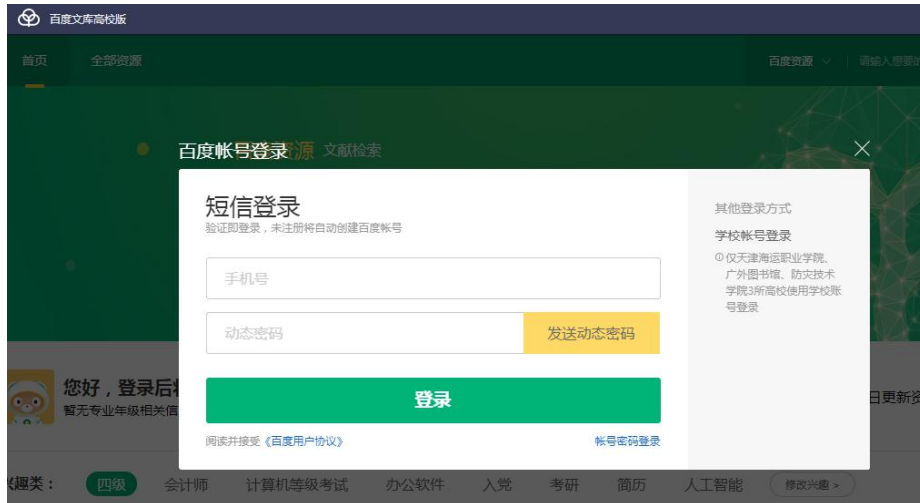 百度文库高校版
首页 全部资源 百度资源 请输入想要的
百度帐号登录 资源 文献检索
短信登录
验证即登录，未注册将自动创建百度帐号
手机号
动态密码 发送动态密码
登录
阅读并接受《百度用户协议》 帐号密码登录
其他登录方式
学校帐号登录
仅天津海运职业学院、
广外图书馆、防灾技术
学院3所高校使用学校账
号登录
您好，登录后
暂无专业年级相关信
日更新资
兴趣类： 四级 会计师 计算机等级考试 办公软件 入党 考研 简历 人工智能 修改兴趣 >